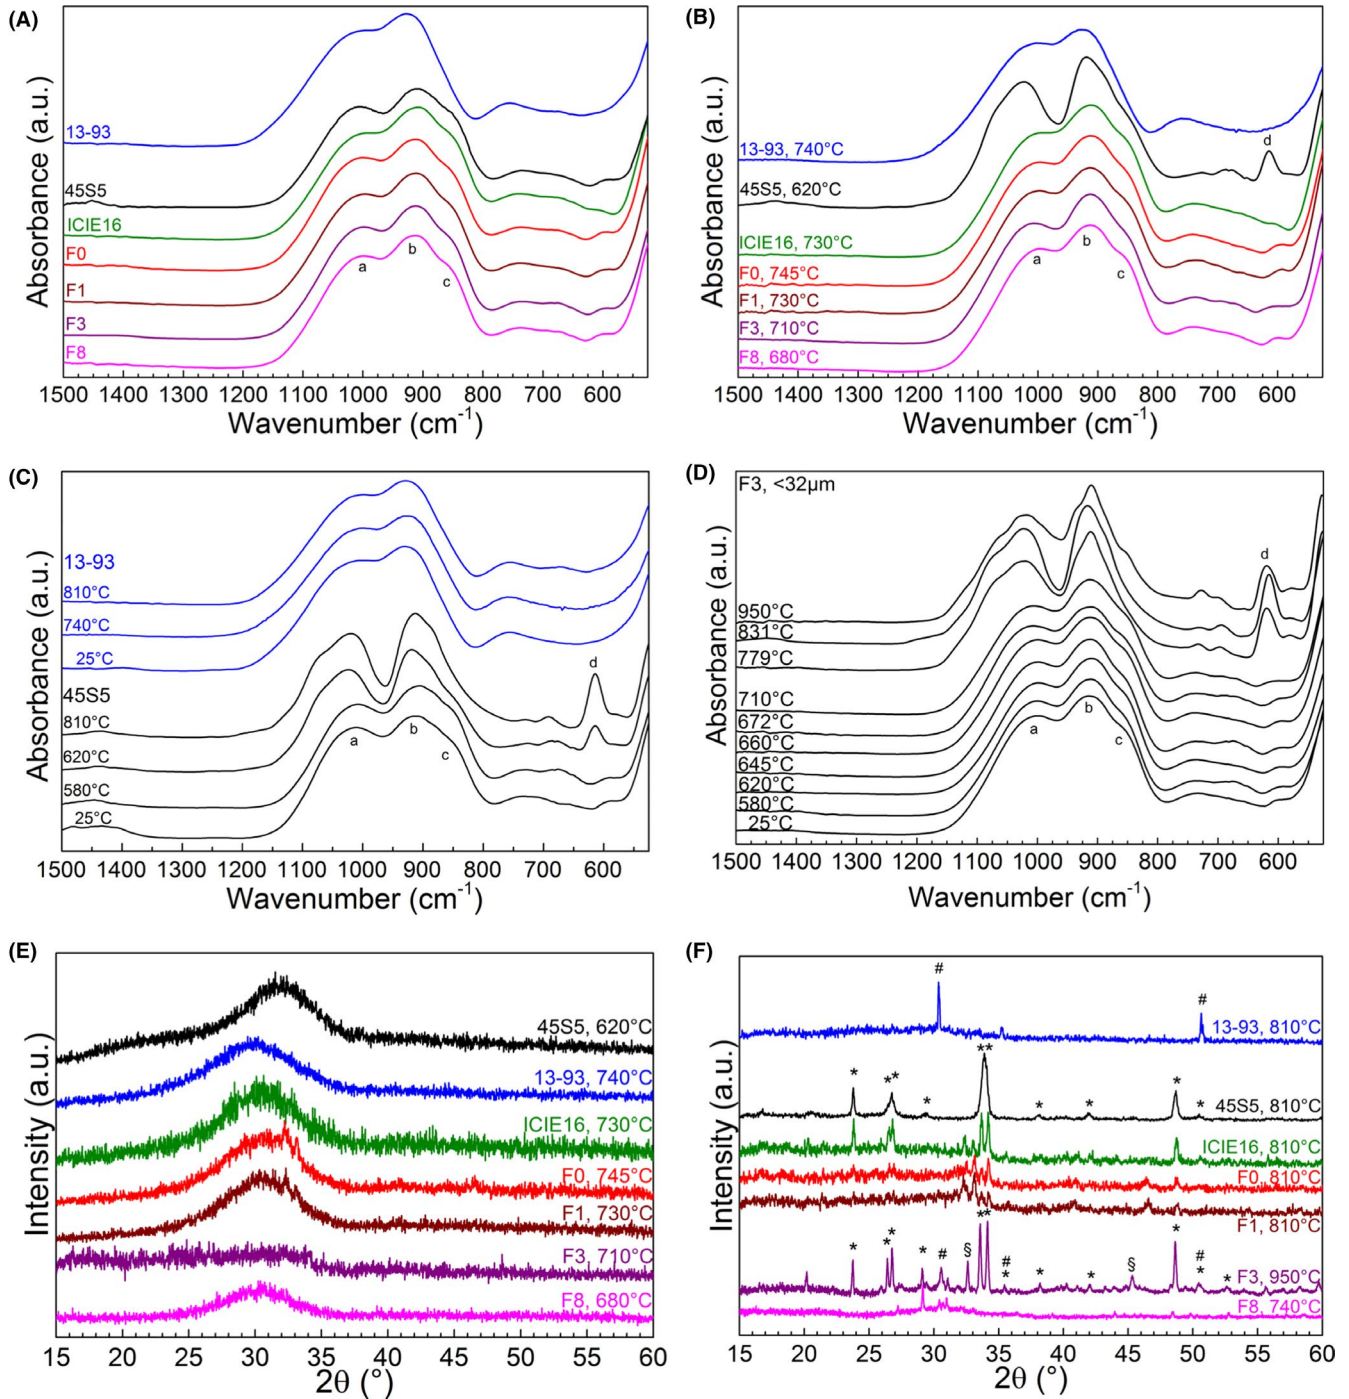 (A)
Absorbance (a.u.)
13-93
45S5
ICIE16
F0
F1
F3
F8
a
b
c
1500 1400 1300 1200 1100 1000 900 800 700 600
Wavenumber (cm-1)
(B)
Absorbance (a.u.)
13-93, 740°C
45S5, 620°C
ICIE16, 730°C
F0, 745°C
F1, 730°C
F3, 710°C
F8, 680°C
d
a
b
c
1500 1400 1300 1200 1100 1000 900 800 700 600
Wavenumber (cm-1)
(C)
Absorbance (a.u.)
13-93
810°C
740°C
25°C
45S5
810°C
620°C
580°C
25°C
d
a
b
c
1500 1400 1300 1200 1100 1000 900 800 700 600
Wavenumber (cm-1)
(D)
Absorbance (a.u.)
F3, <32µm
950°C
831°C
779°C
710°C
672°C
660°C
645°C
620°C
580°C
25°C
d
a
b
c
1500 1400 1300 1200 1100 1000 900 800 700 600
Wavenumber (cm-1)
(E)
Intensity (a.u.)
45S5, 620°C
13-93, 740°C
ICIE16, 730°C
F0, 745°C
F1, 730°C
F3, 710°C
F8, 680°C
15 20 25 30 35 40 45 50 55 60
2θ (°)
(F)
Intensity (a.u.)
# #
13-93, 810°C
* ** * ** * * * *
45S5, 810°C
ICIE16, 810°C
F0, 810°C
F1, 810°C
* * * * # § ** # * * * § * # * *
F3, 950°C
F8, 740°C
15 20 25 30 35 40 45 50 55 60
2θ (°)